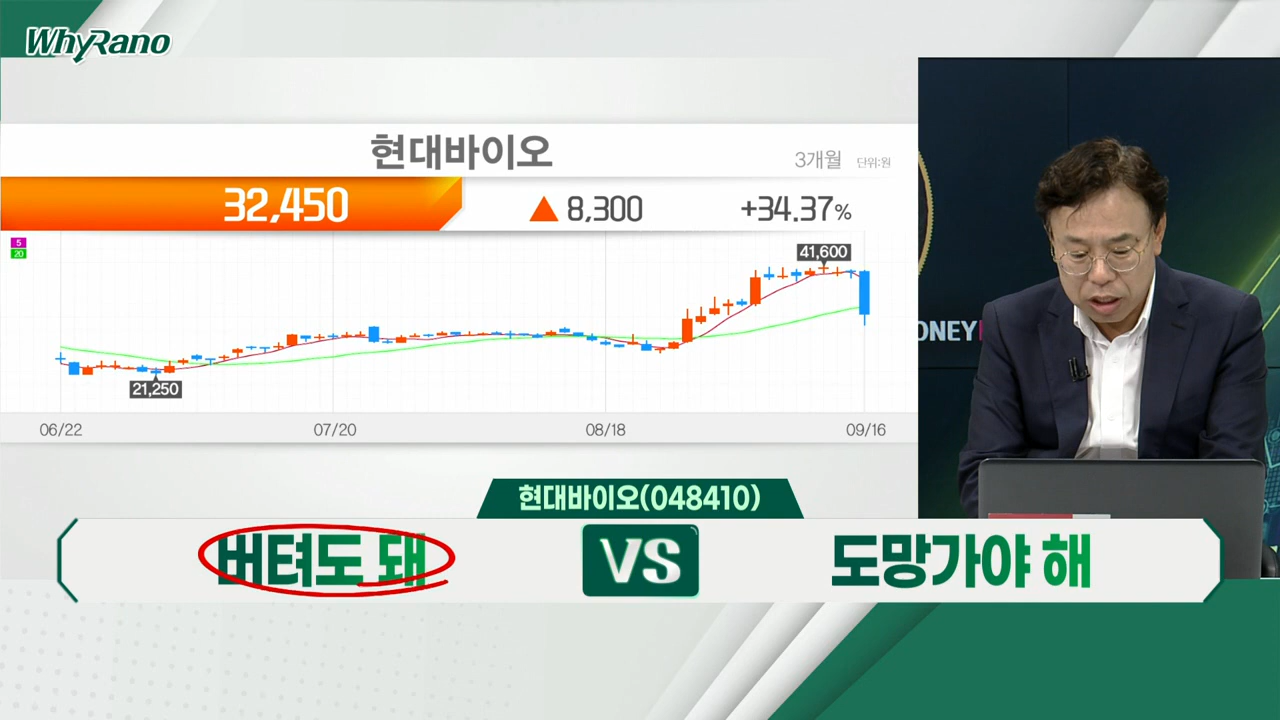 WhyRano
현대바이오
3개월 단위:원
32,450 ▲ 8,300 +34.37%
5
20
41,600
21,250
06/22 07/20 08/18 09/16
ONEY
현대바이오(048410)
버텨도 돼 VS 도망가야 해